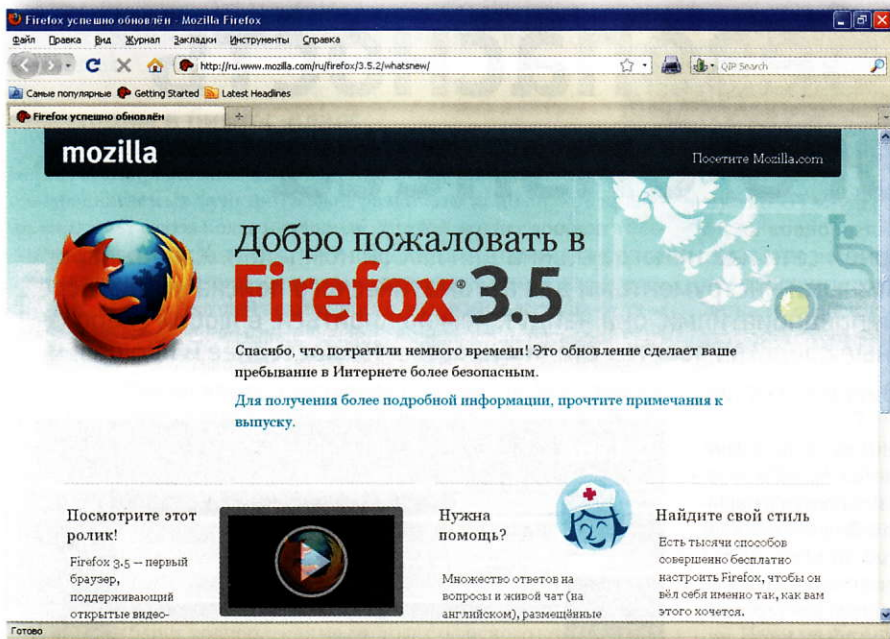 Firefox успешно обновлён - Mozilla Firefox
Файл Правка Вид Журнал Закладки Инструменты Справка
http://ru.www.mozilla.com/ru/firefox/3.5.2/whatsnew/ QIP Search
Самые популярные Getting Started Latest Headlines
Firefox успешно обновлён
mozilla Посетите Mozilla.com
Добро пожаловать в
Firefox® 3.5
Спасибо, что потратили немного времени! Это обновление сделает ваше
пребывание в Интернете более безопасным.
Для получения более подробной информации, прочтите примечания к
выпуску.
Посмотрите этот
ролик!
Firefox 3.5 — первый
браузер,
поддерживающий
открытые видео-
Нужна
помощь?
Множество ответов на
вопросы и живой чат (на
английском), размещённые
Найдите свой стиль
Есть тысячи способов
совершенно бесплатно
настроить Firefox, чтобы он
вёл себя именно так, как вам
этого хочется.
Готово